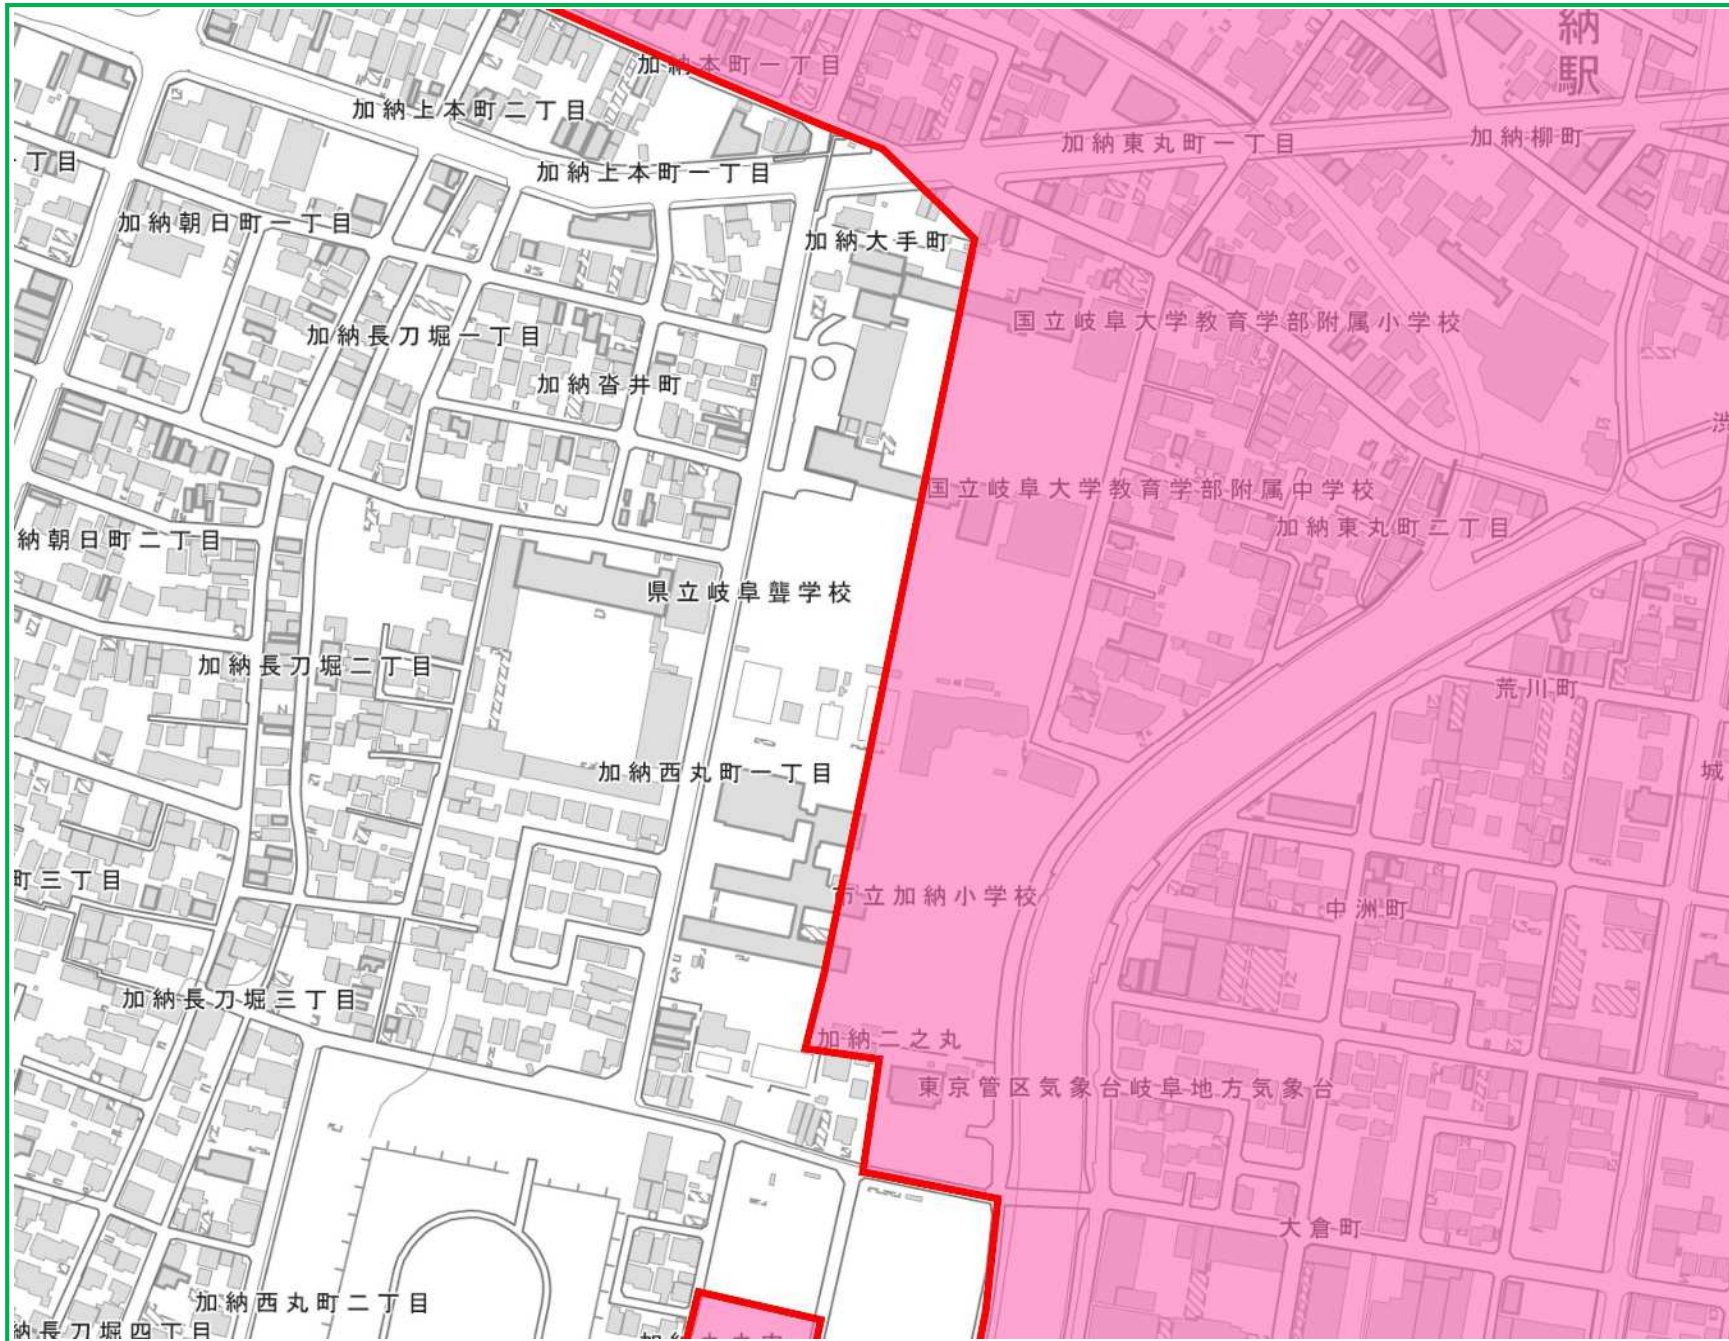 納駅
加納本町一丁目
加納上本町二丁目
加納東丸町一丁目
加納柳町
丁目
加納上本町一丁目
加納朝日町一丁目
加納大手町
国立岐阜大学教育学部附属小学校
加納長刀堀一丁目
加納沓井町
渋
国立岐阜大学教育学部附属中学校
加納東丸町二丁目
納朝日町二丁目
県立岐阜聾学校
加納長刀堀二丁目
荒川町
加納西丸町一丁目
城
町三丁目
市立加納小学校
中洲町
加納長刀堀三丁目
加納二之丸
東京管区気象台岐阜地方気象台
大倉町
加納西丸町二丁目
納長刀堀四丁目